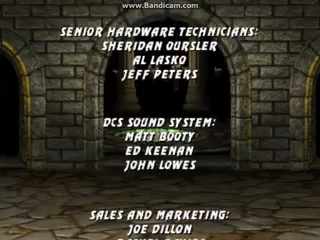 www.Bandicam.com
SENIOR HARDWARE TECHNICIANS:
SHERIDAN OURSLER
AL LASKO
JEFF PETERS
DCS SOUND SYSTEM:
MATT BOOTY
ED KEENAN
JOHN LOWES
SALES AND MARKETING:
JOE DILLON